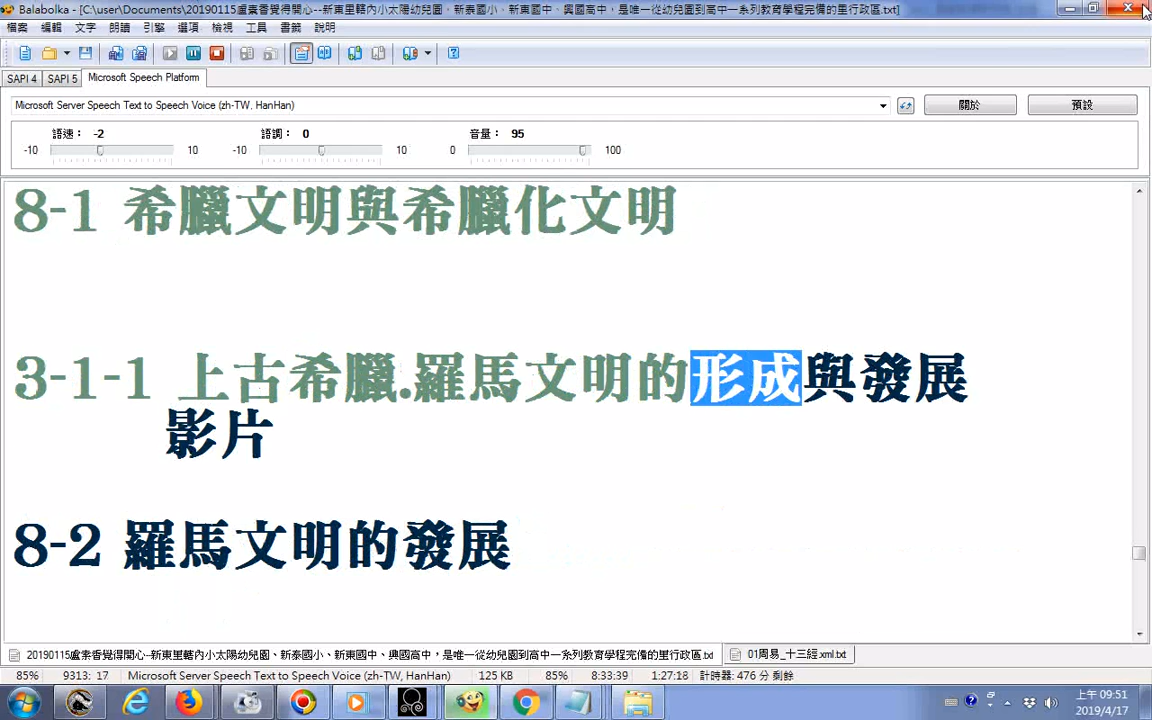 Balabolka - [C:\user\Documents\20190115盧素香覺得開心--新東里轄內小太陽幼兒園、新泰國小、新東國中、興國高中，是唯一從幼兒園到高中一系列教育學程完備的里行政區.txt]
檔案 編輯 文字 朗讀 引擎 選項 檢視 工具 書籤 說明
SAPI 4 SAPI 5 Microsoft Speech Platform
Microsoft Server Speech Text to Speech Voice (zh-TW, HanHan) 關於 預設
語速： -2 語調： 0 音量： 95
-10 10 -10 10 0 100
8-1 希臘文明與希臘化文明
3-1-1 上古希臘.羅馬文明的形成與發展
影片
8-2 羅馬文明的發展
20190115盧素香覺得開心--新東里轄內小太陽幼兒園、新泰國小、新東國中、興國高中，是唯一從幼兒園到高中一系列教育學程完備的里行政區.txt 01周易_十三經.xml.txt
85% 9313: 17 Microsoft Server Speech Text to Speech Voice (zh-TW, HanHan) 125 KB 85% 8:33:39 1:27:18 計時器: 476 分 剩餘
上午 09:51
2019/4/17